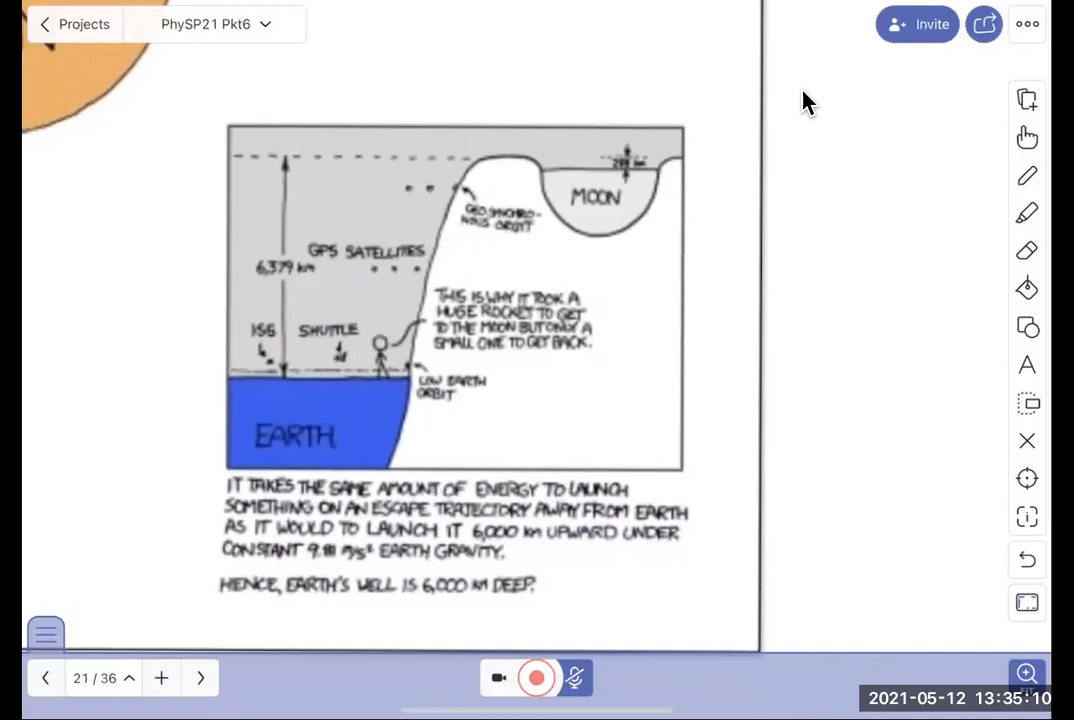 Projects
PhySP21 Pkt6
Invite
MOON
GEOSYNCHRO-
NOUS ORBIT
GPS SATELLITES
6,379 km
THIS IS WHY IT TOOK A
HUGE ROCKET TO GET
TO THE MOON BUT ONLY A
SMALL ONE TO GET BACK.
ISS
SHUTTLE
LOW EARTH
ORBIT
EARTH
IT TAKES THE SAME AMOUNT OF ENERGY TO LAUNCH
SOMETHING ON AN ESCAPE TRAJECTORY AWAY FROM EARTH
AS IT WOULD TO LAUNCH IT 6,000 km UPWARD UNDER
CONSTANT 9.81 m/s² EARTH GRAVITY.
HENCE, EARTH'S WELL IS 6,000 km DEEP.
21 / 36
2021-05-12 13:35:10